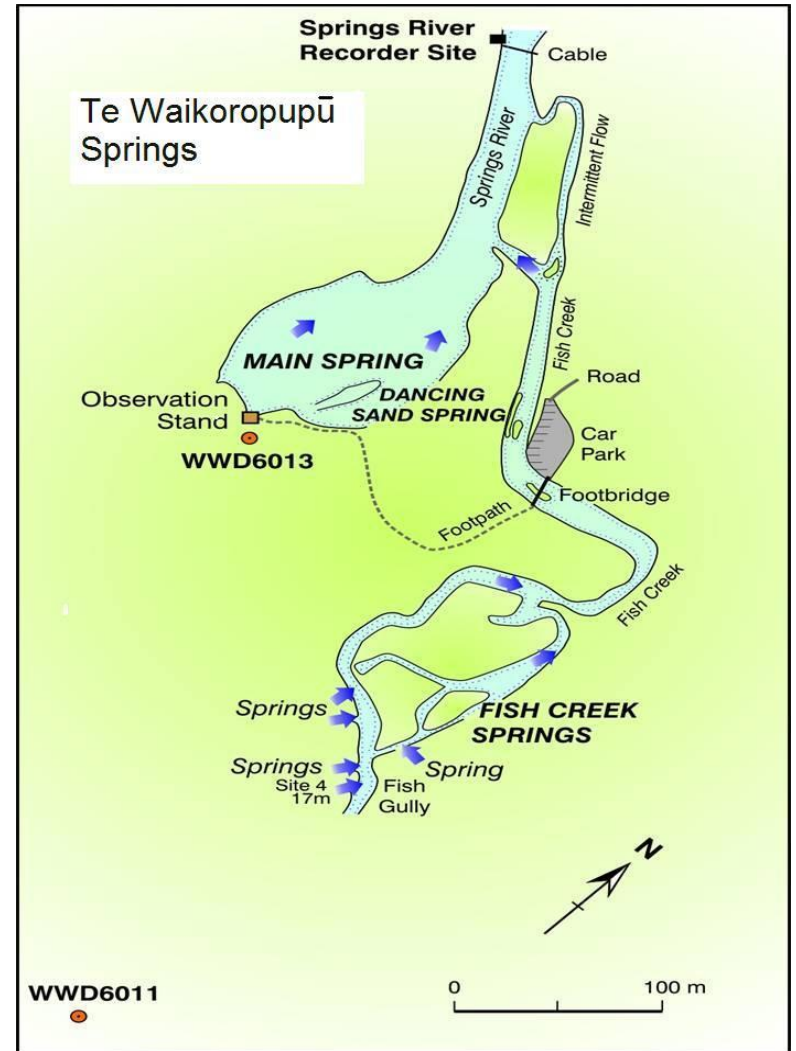 Springs River
Recorder Site
Cable
Te Waikoropupū
Springs
Springs River
Intermittent Flow
Fish Creek
MAIN SPRING
DANCING
SAND SPRING
Road
Observation
Stand
Car
Park
WWD6013
Footbridge
Footpath
Fish Creek
Springs
FISH CREEK
SPRINGS
Springs
Spring
Site 4
17m
Fish
Gully
N
WWD6011
0
100 m